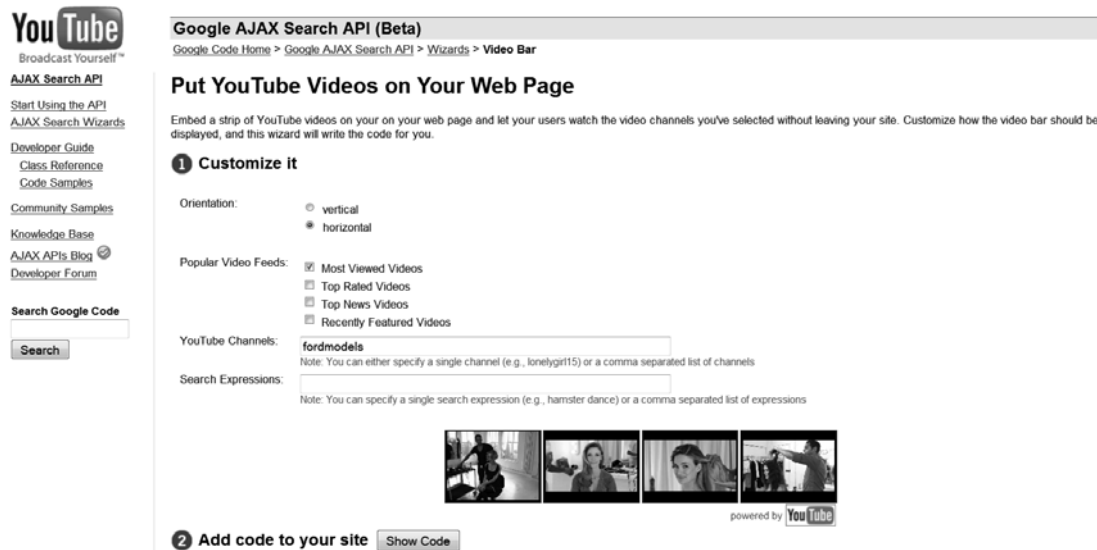 YouTube
Broadcast Yourself™
AJAX Search API
Start Using the API
AJAX Search Wizards
Developer Guide
Class Reference
Code Samples
Community Samples
Knowledge Base
AJAX APIs Blog
Developer Forum
Search Google Code
Search
Google AJAX Search API (Beta)
Google Code Home > Google AJAX Search API > Wizards > Video Bar
Put YouTube Videos on Your Web Page
Embed a strip of YouTube videos on your on your web page and let your users watch the video channels you've selected without leaving your site. Customize how the video bar should be
displayed, and this wizard will write the code for you.
1 Customize it
Orientation:
vertical
horizontal
Popular Video Feeds:
Most Viewed Videos
Top Rated Videos
Top News Videos
Recently Featured Videos
YouTube Channels:
fordmodels
Note: You can either specify a single channel (e.g., lonelygirl15) or a comma separated list of channels
Search Expressions:
Note: You can specify a single search expression (e.g., hamster dance) or a comma separated list of expressions
powered by YouTube
2 Add code to your site Show Code